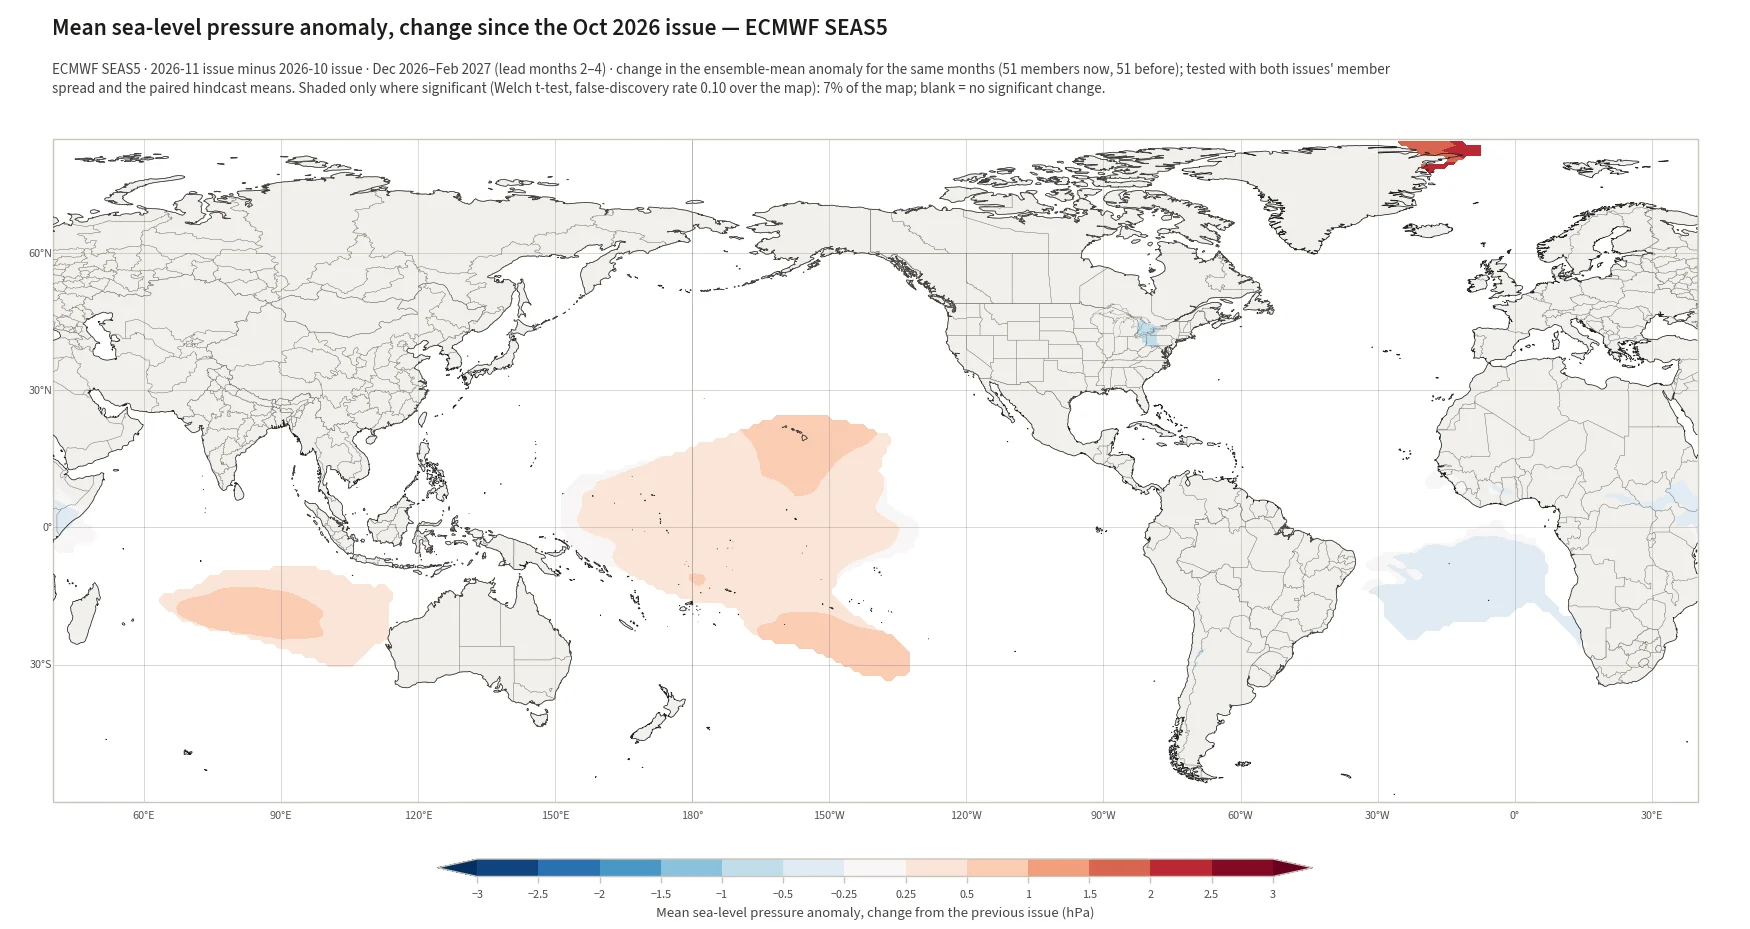 Mean sea-level pressure anomaly, change since the Oct 2026 issue — ECMWF SEAS5
ECMWF SEAS5 · 2026-11 issue minus 2026-10 issue · Dec 2026–Feb 2027 (lead months 2–4) · change in the ensemble-mean anomaly for the same months (51 members now, 51 before); tested with both issues' member
spread and the paired hindcast means. Shaded only where significant (Welch t-test, false-discovery rate 0.10 over the map): 7% of the map; blank = no significant change.
60°N
30°N
0°
30°S
60°E 90°E 120°E 150°E 180° 150°W 120°W 90°W 60°W 30°W 0° 30°E
−3 −2.5 −2 −1.5 −1 −0.5 −0.25 0.25 0.5 1 1.5 2 2.5 3
Mean sea-level pressure anomaly, change from the previous issue (hPa)